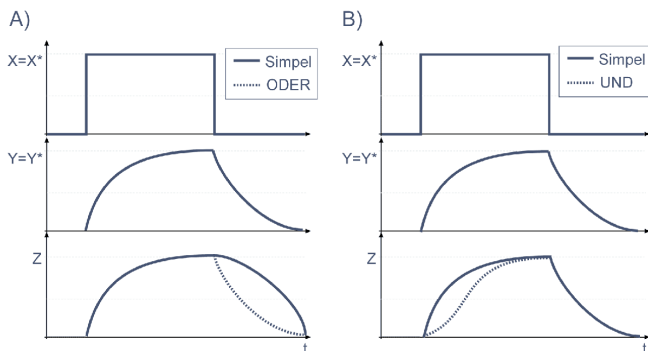 A)
X=X*
Simpel
ODER
Y=Y*
Z
t
B)
X=X*
Simpel
UND
Y=Y*
Z
t